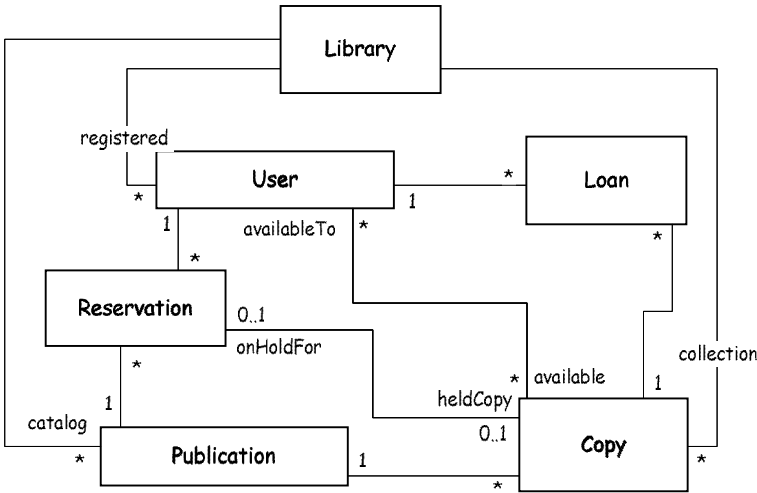 Library
registered
User
*
1
*
Loan
1
availableTo
*
*
*
Reservation
0..1
onHoldFor
*
collection
*
available
1
1
heldCopy
catalog
0..1
Copy
*
Publication
1
*
*